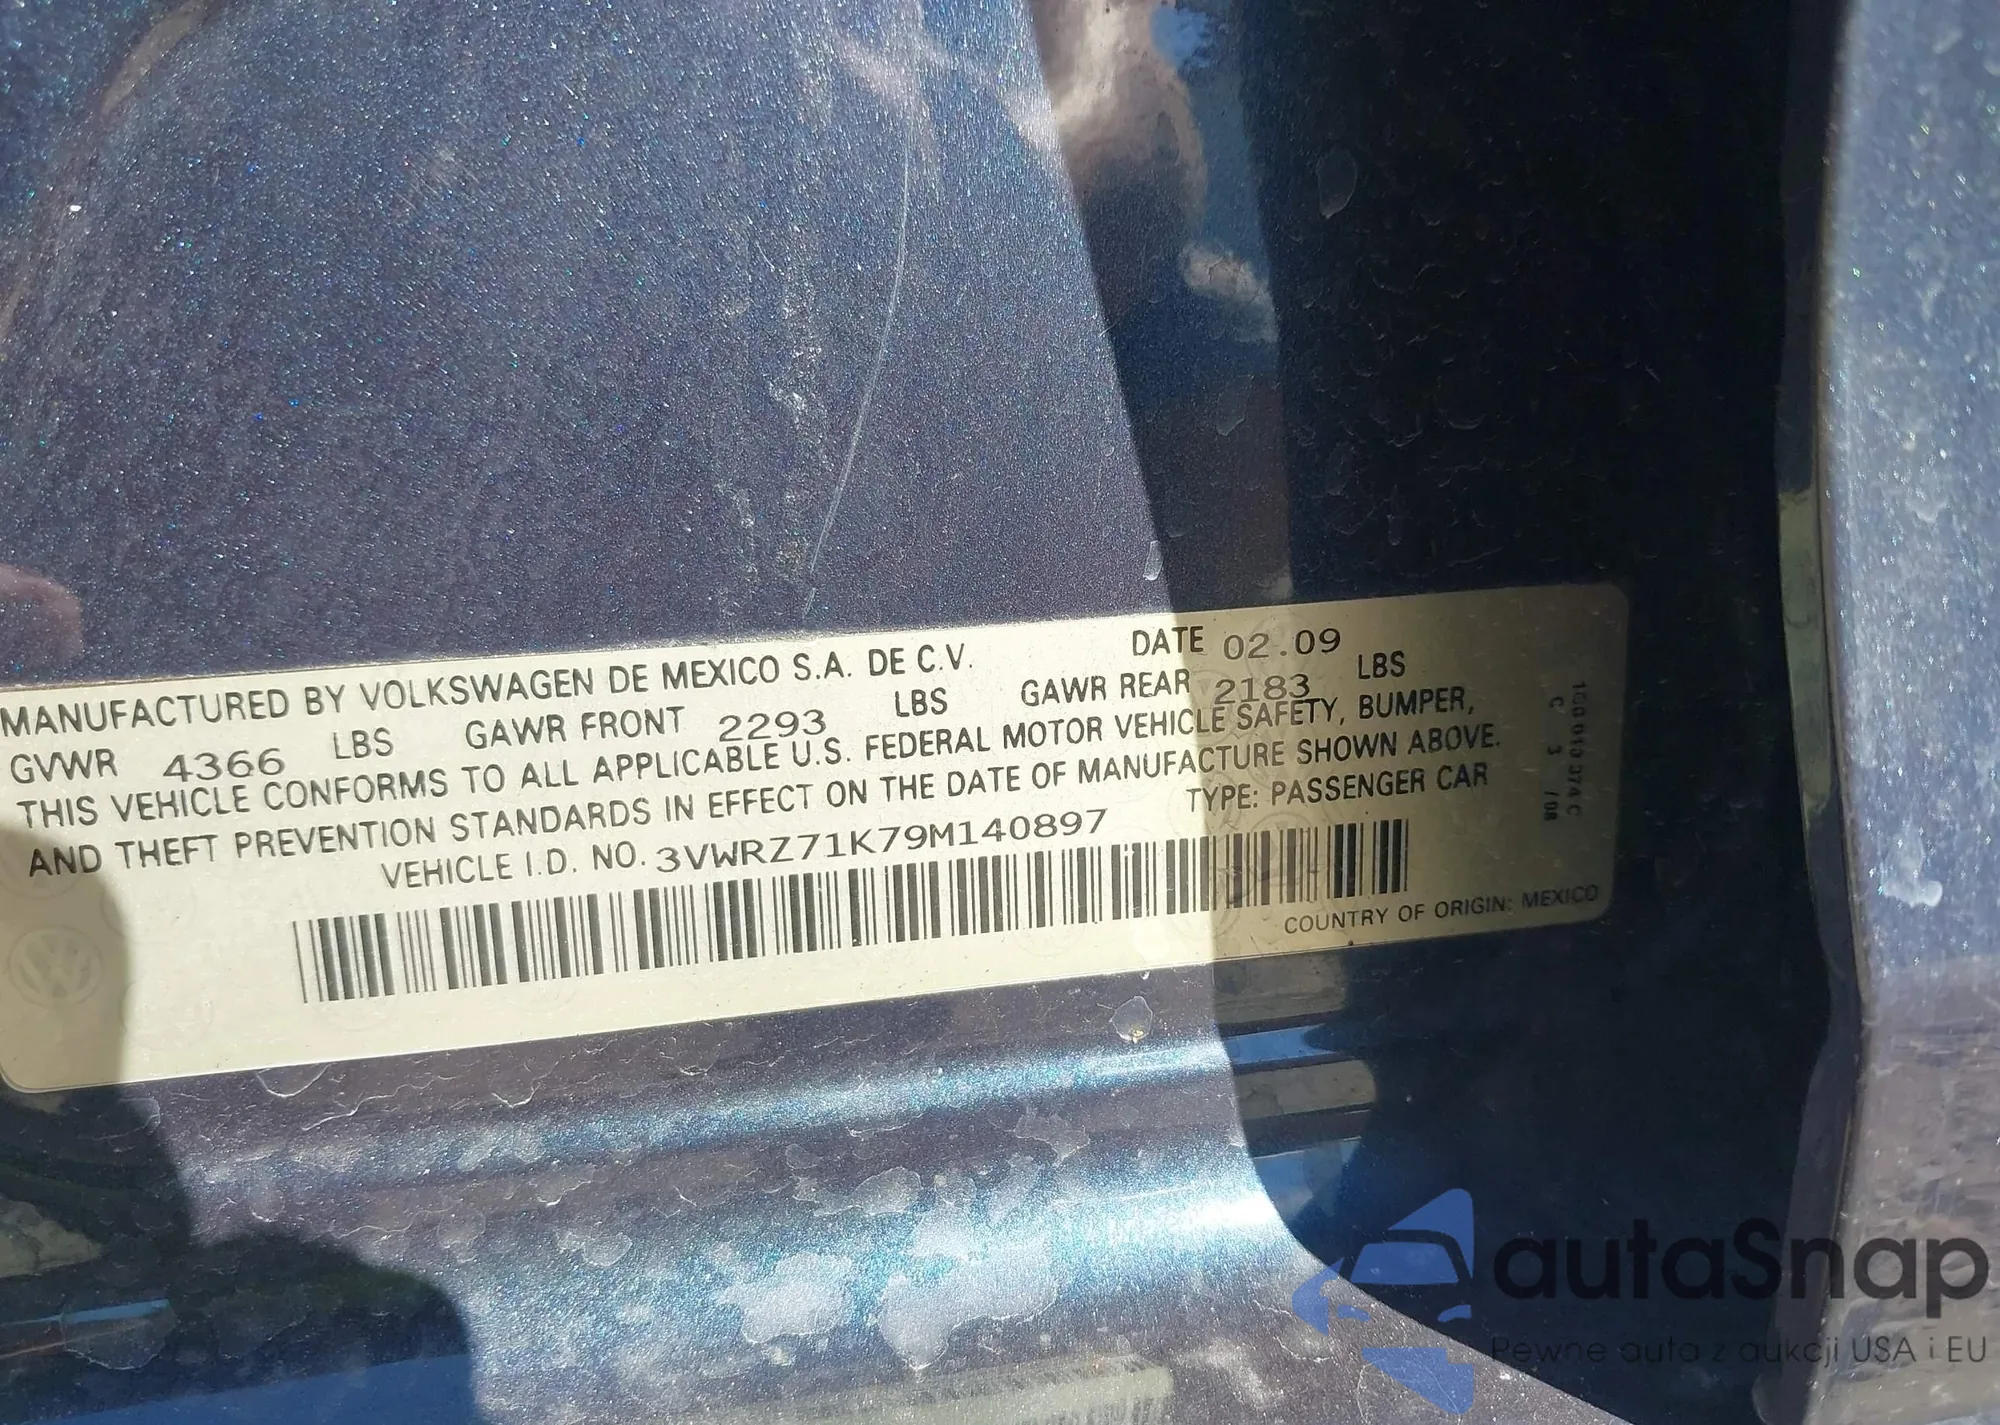 MANUFACTURED BY VOLKSWAGEN DE MEXICO S.A. DE C.V. DATE 02.09
GVWR 4366 LBS GAWR FRONT 2293 LBS GAWR REAR 2183 LBS
THIS VEHICLE CONFORMS TO ALL APPLICABLE U.S. FEDERAL MOTOR VEHICLE SAFETY, BUMPER,
AND THEFT PREVENTION STANDARDS IN EFFECT ON THE DATE OF MANUFACTURE SHOWN ABOVE.
VEHICLE I.D. NO. 3VWRZ71K79M140897 TYPE: PASSENGER CAR
COUNTRY OF ORIGIN: MEXICO
C 3 /08
autaSnap
Pewne auta z aukcji USA i EU